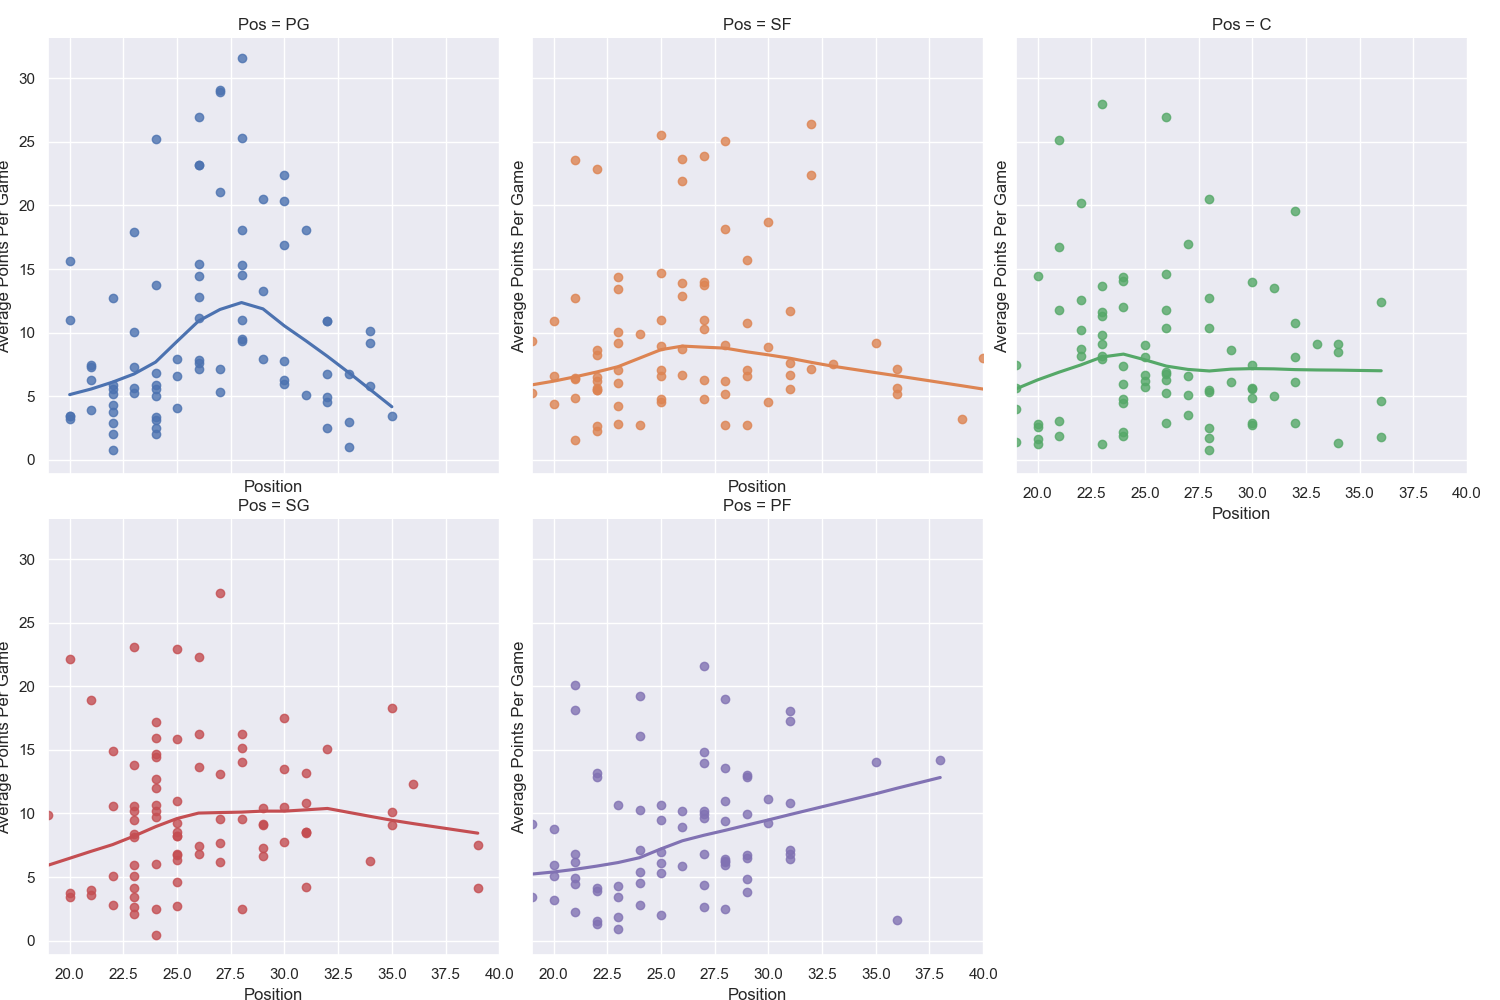 Pos = PG
Pos = SF
Pos = C
30
25
20
15
10
5
0
Average Points Per Game
Average Points Per Game
Average Points Per Game
Position
Position
20.0 22.5 25.0 27.5 30.0 32.5 35.0 37.5 40.0
Position
Pos = SG
Pos = PF
30
25
20
15
10
5
0
Average Points Per Game
Average Points Per Game
20.0 22.5 25.0 27.5 30.0 32.5 35.0 37.5 40.0
20.0 22.5 25.0 27.5 30.0 32.5 35.0 37.5 40.0
Position
Position